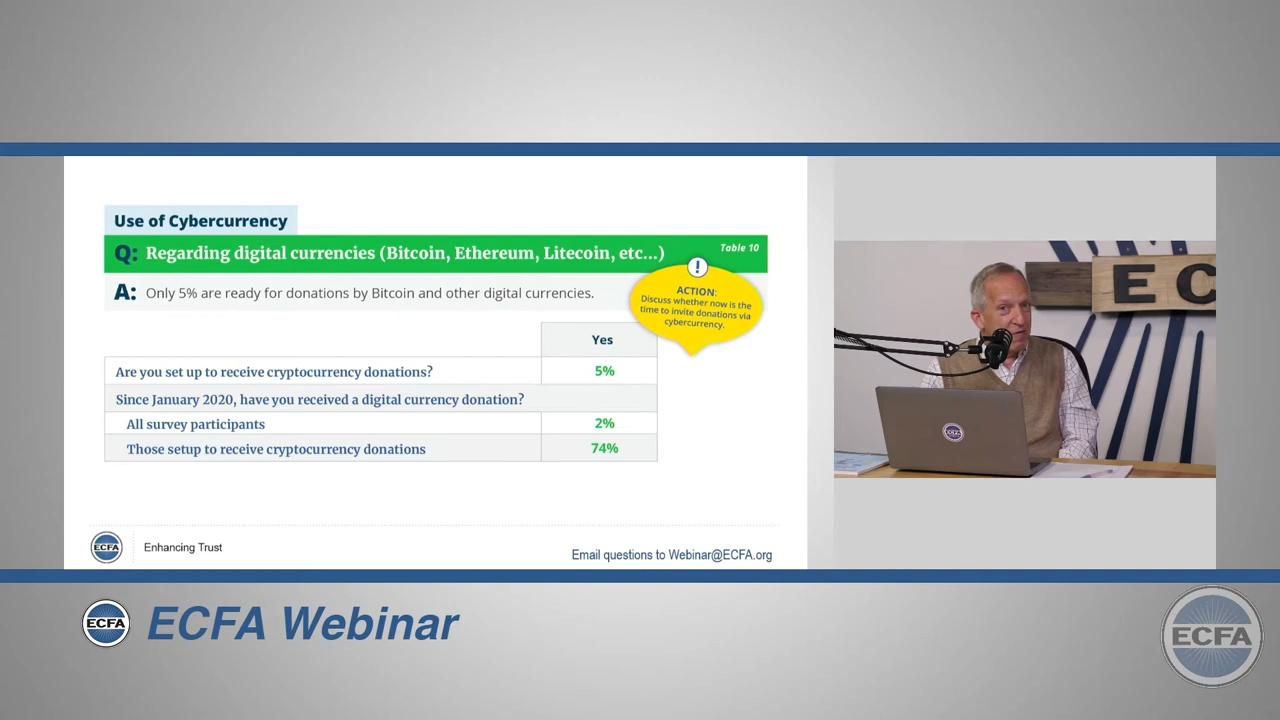 Use of Cybercurrency
Q: Regarding digital currencies (Bitcoin, Ethereum, Litecoin, etc...)
Table 10
A: Only 5% are ready for donations by Bitcoin and other digital currencies.
!
ACTION:
Discuss whether now is the
time to invite donations via
cybercurrency.
Yes
Are you set up to receive cryptocurrency donations? 5%
Since January 2020, have you received a digital currency donation?
All survey participants 2%
Those setup to receive cryptocurrency donations 74%
EC
ECFA
ECFA Enhancing Trust
Email questions to Webinar@ECFA.org
ECFA ECFA Webinar
ECFA